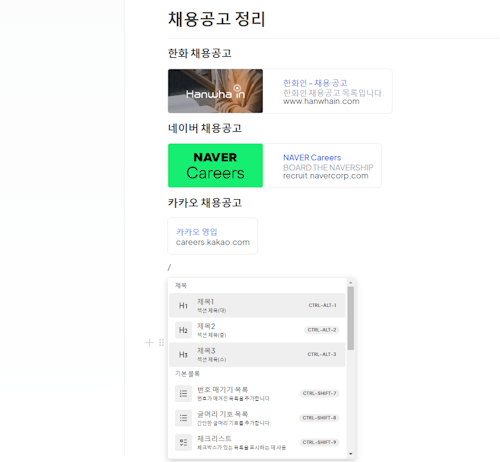 채용공고 정리
한화 채용공고
Hanwha in
한화인 - 채용 공고
한화인 채용공고 목록입니다.
www.hanwhain.com
네이버 채용공고
NAVER
Careers
NAVER Careers
BOARD THE NAVERSHIP
recruit.navercorp.com
카카오 채용공고
카카오 영입
careers.kakao.com
/
제목
H1 제목1 CTRL-ALT-1
섹션 제목(대)
H2 제목2 CTRL-ALT-2
섹션 제목(중)
H3 제목3 CTRL-ALT-3
섹션 제목(소)
기본 블록
번호 매기기 목록 CTRL-SHIFT-7
번호가 매겨진 목록을 추가합니다.
글머리 기호 목록 CTRL-SHIFT-8
간단한 글머리 기호를 추가합니다.
체크리스트 CTRL-SHIFT-9
체크박스가 있는 목록을 표시하는 데 사용